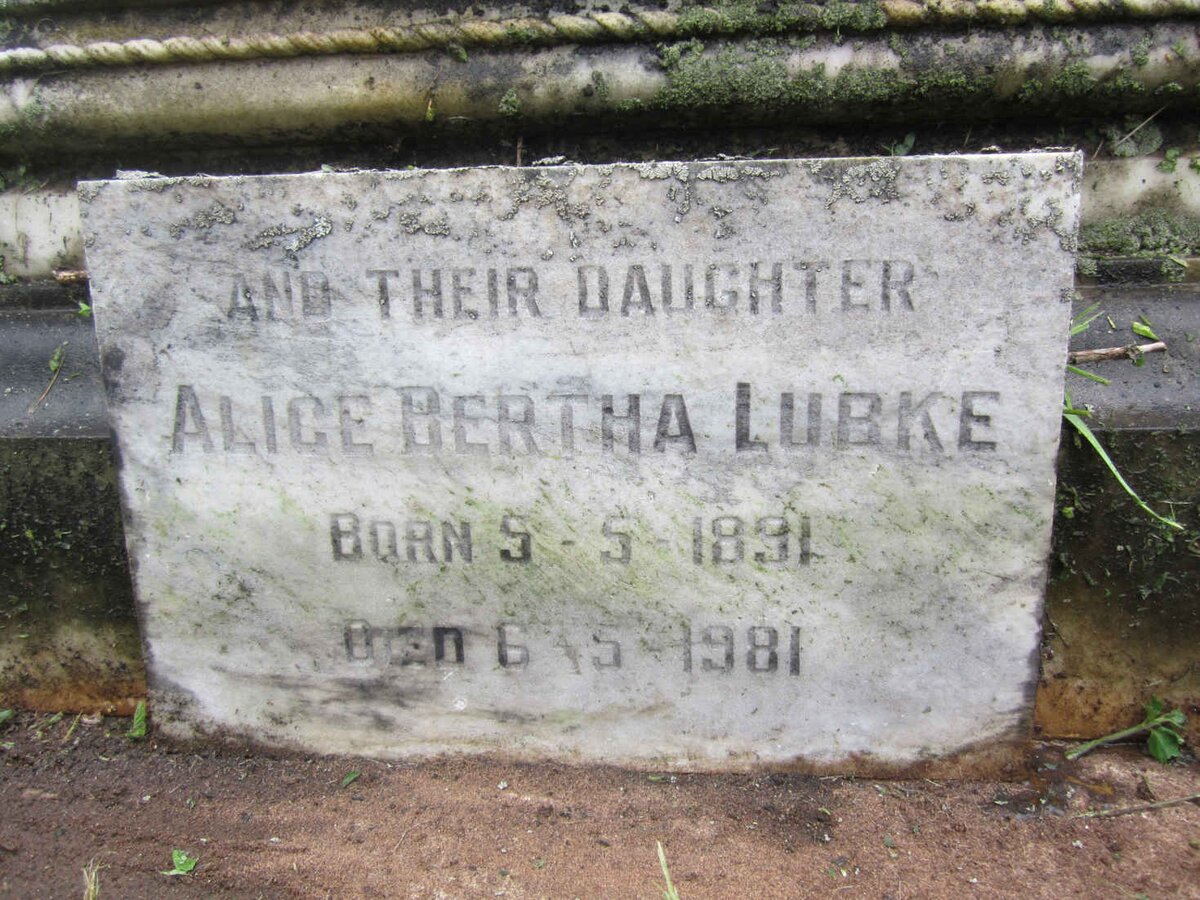 AND THEIR DAUGHTER
ALICE BERTHA LUBKE
BORN 5 - 5 - 1891
DIED 6 - 5 - 1981